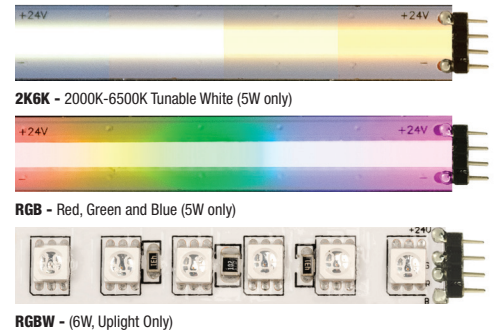 +24V +24V
- -
2K6K - 2000K-6500K Tunable White (5W only)
+24V +24V
- -
RGB - Red, Green and Blue (5W only)
+24V
G
R
B
RGBW - (6W, Uplight Only)